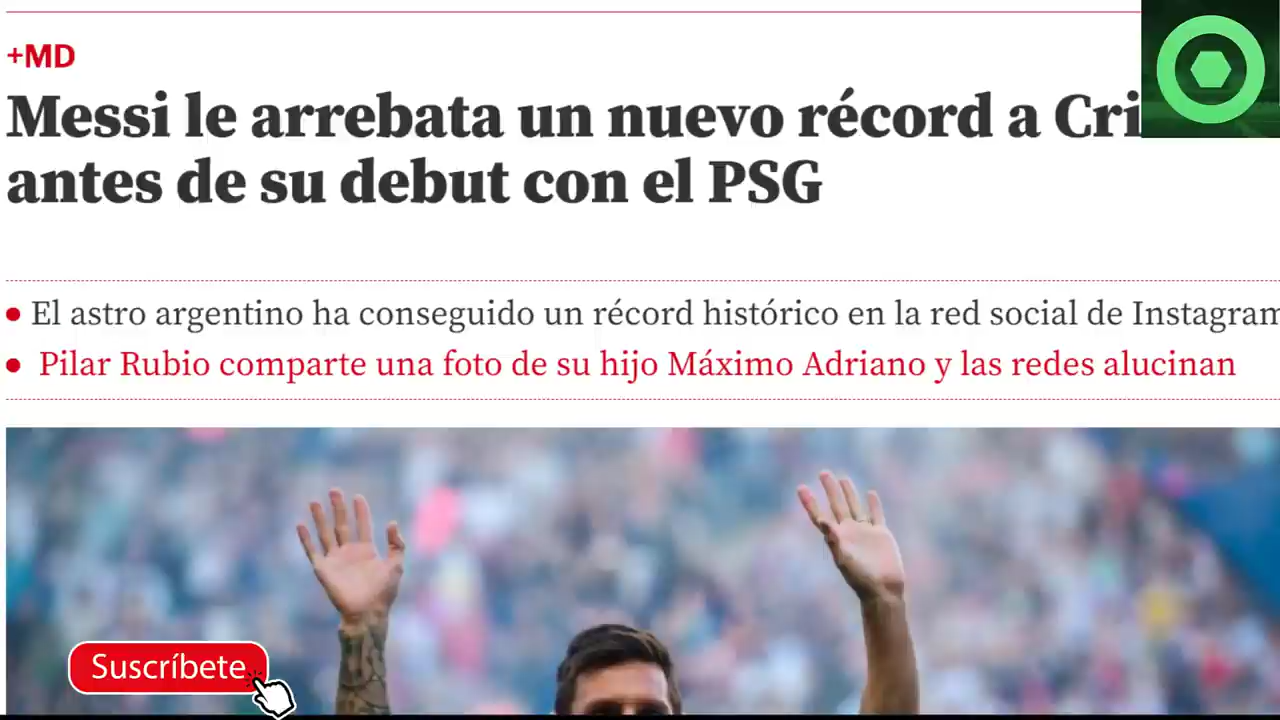 +MD
Messi le arrebata un nuevo récord a Cri
antes de su debut con el PSG
• El astro argentino ha conseguido un récord histórico en la red social de Instagram
• Pilar Rubio comparte una foto de su hijo Máximo Adriano y las redes alucinan
Suscríbete